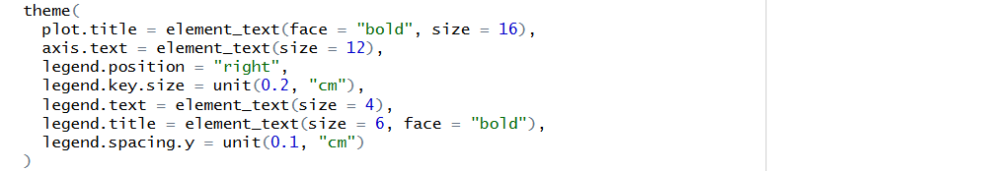 theme(
  plot.title = element_text(face = "bold", size = 16),
  axis.text = element_text(size = 12),
  legend.position = "right",
  legend.key.size = unit(0.2, "cm"),
  legend.text = element_text(size = 4),
  legend.title = element_text(size = 6, face = "bold"),
  legend.spacing.y = unit(0.1, "cm")
)